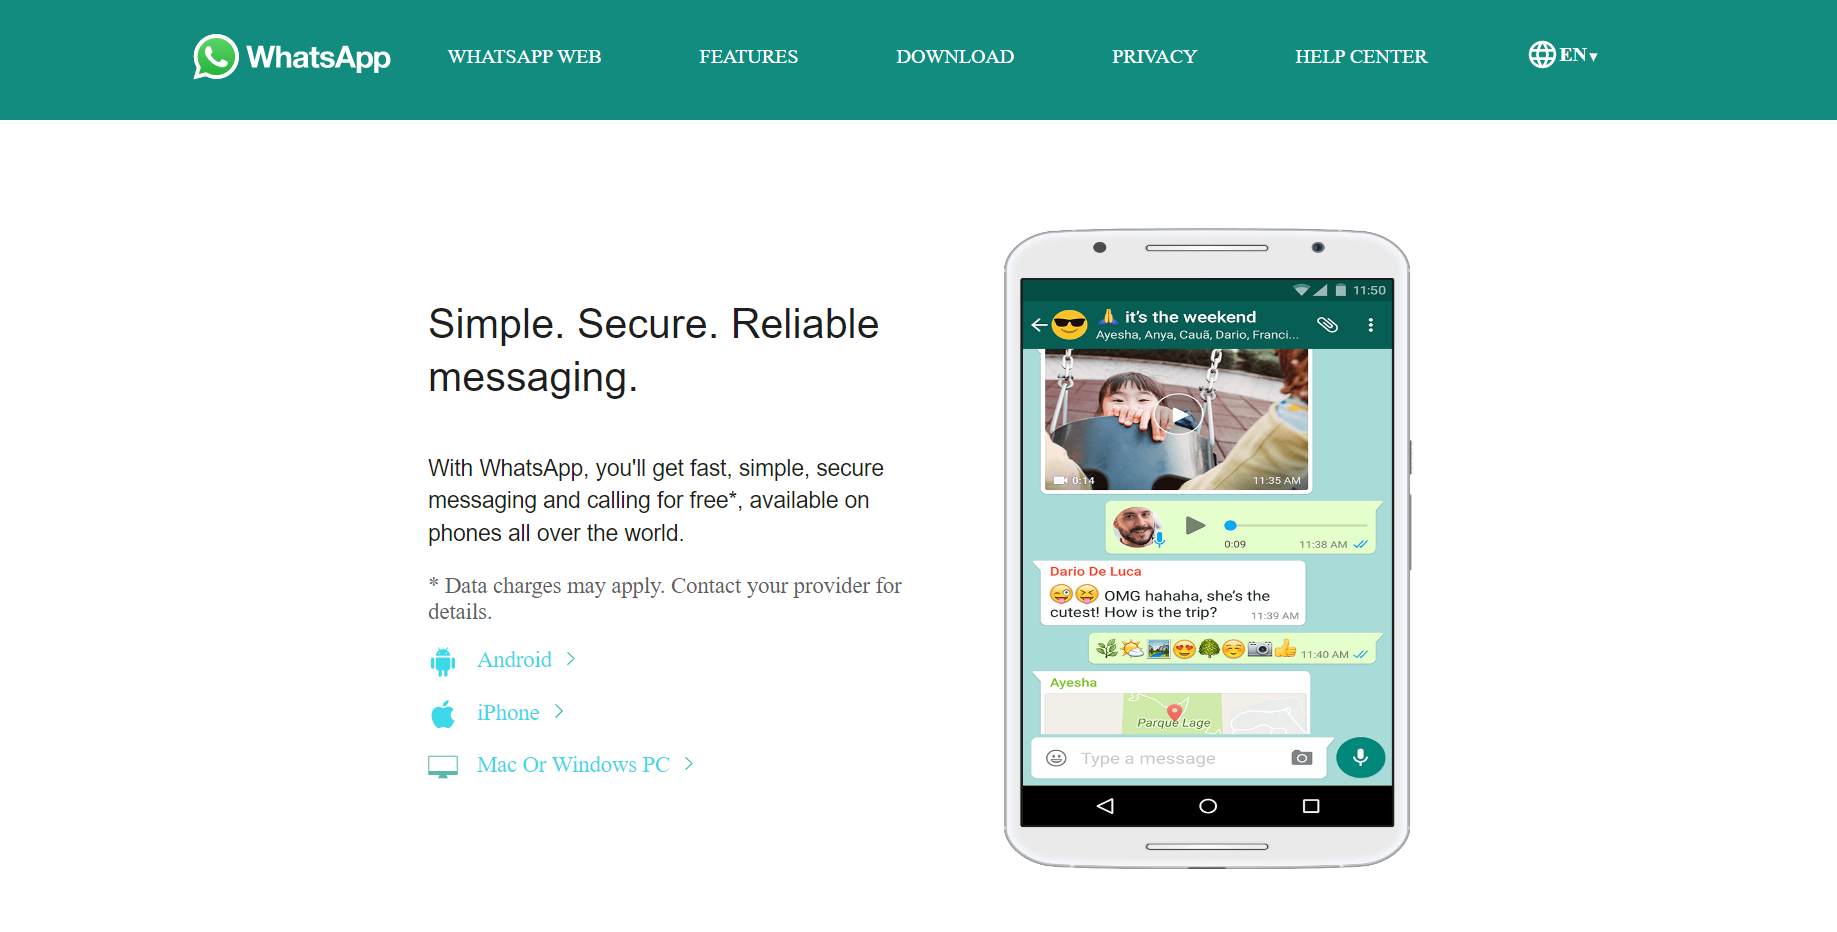 WhatsApp
WHATSAPP WEB
FEATURES
DOWNLOAD
PRIVACY
HELP CENTER
EN
Simple. Secure. Reliable
messaging.
With WhatsApp, you'll get fast, simple, secure
messaging and calling for free*, available on
phones all over the world.
* Data charges may apply. Contact your provider for
details.
Android
iPhone
Mac Or Windows PC
11:50
🙏 it's the weekend
Ayesha, Anya, Cauã, Dario, Franci...
0:14 11:35 AM
0:09 11:38 AM
Dario De Luca
😜😝 OMG hahaha, she's the
cutest! How is the trip? 11:39 AM
11:40 AM
Ayesha
Parque Lage
Type a message